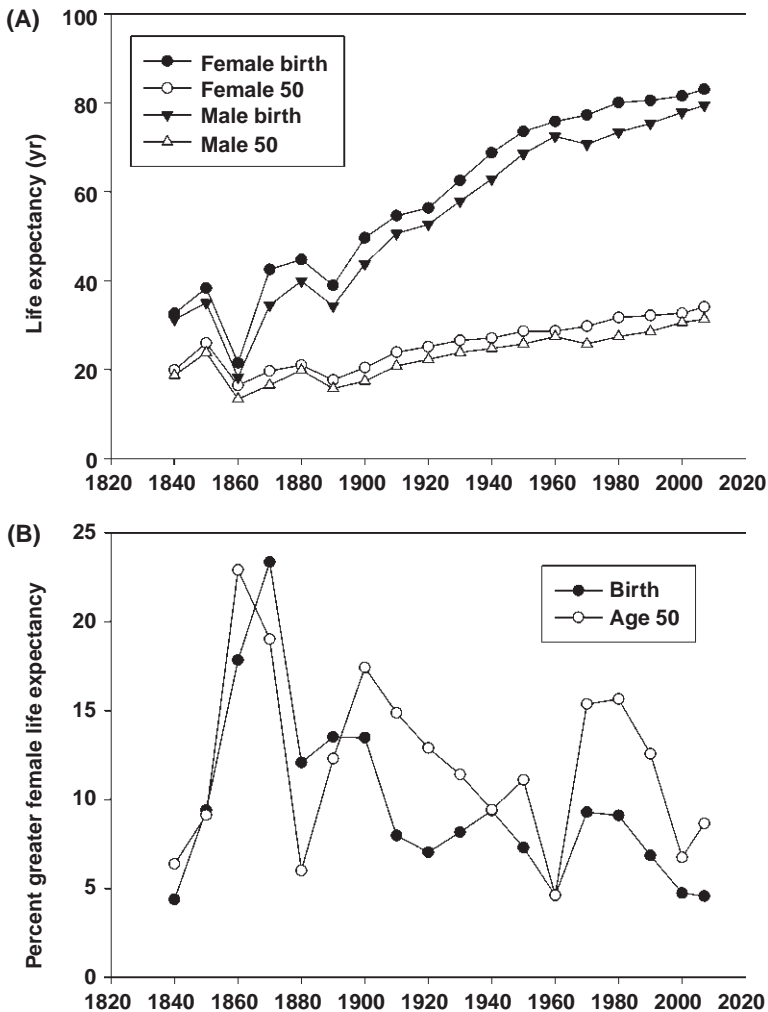 (A)
100
80
60
40
20
0
Life expectancy (yr)
Female birth
Female 50
Male birth
Male 50
1820 1840 1860 1880 1900 1920 1940 1960 1980 2000 2020
(B)
25
20
15
10
5
0
Percent greater female life expectancy
Birth
Age 50
1820 1840 1860 1880 1900 1920 1940 1960 1980 2000 2020